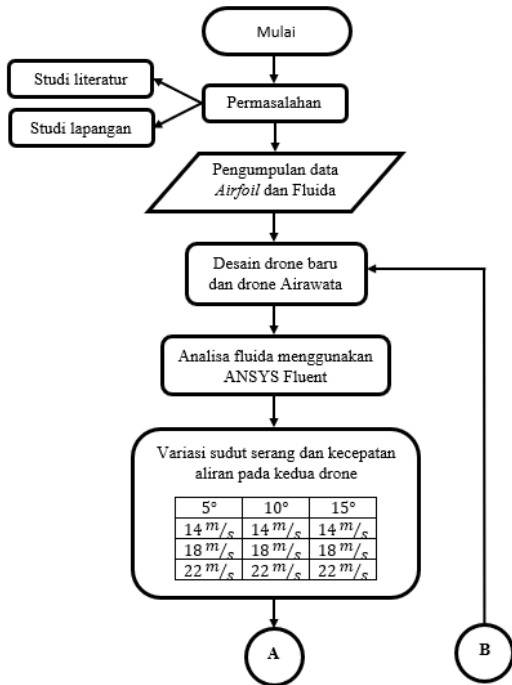 Mulai
Studi literatur
Permasalahan
Studi lapangan
Pengumpulan data
Airfoil dan Fluida
Desain drone baru
dan drone Airawata
Analisa fluida menggunakan
ANSYS Fluent
Variasi sudut serang dan kecepatan
aliran pada kedua drone
5° 10° 15°
14 m/s 14 m/s 14 m/s
18 m/s 18 m/s 18 m/s
22 m/s 22 m/s 22 m/s
A
B